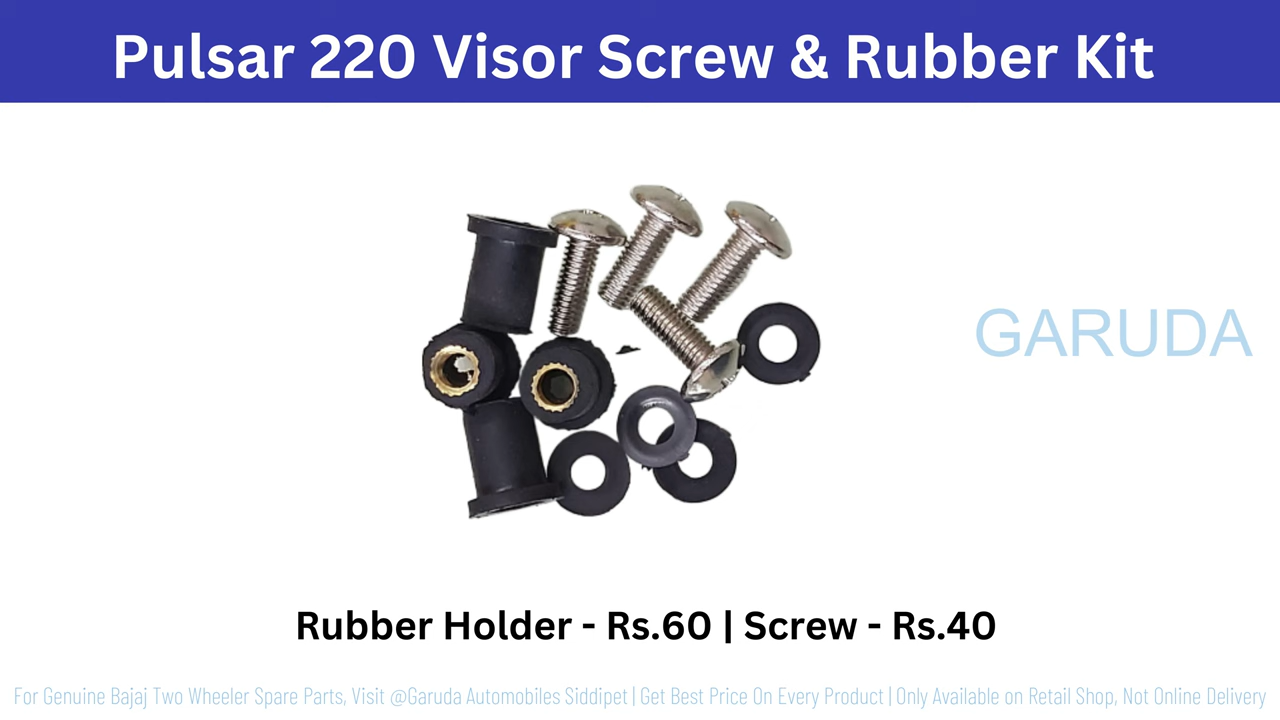 Pulsar 220 Visor Screw & Rubber Kit
GARUDA
Rubber Holder - Rs.60 | Screw - Rs.40
For Genuine Bajaj Two Wheeler Spare Parts, Visit @Garuda Automobiles Siddipet | Get Best Price On Every Product | Only Available on Retail Shop, Not Online Delivery